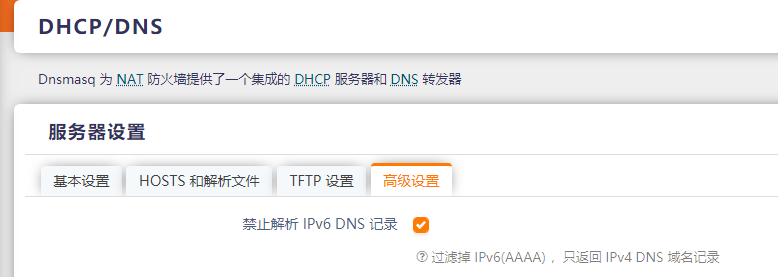 DHCP/DNS
Dnsmasq 为 NAT 防火墙提供了一个集成的 DHCP 服务器和 DNS 转发器
服务器设置
基本设置 HOSTS 和解析文件 TFTP 设置 高级设置
禁止解析 IPv6 DNS 记录
过滤掉 IPv6(AAAA) ，只返回 IPv4 DNS 域名记录